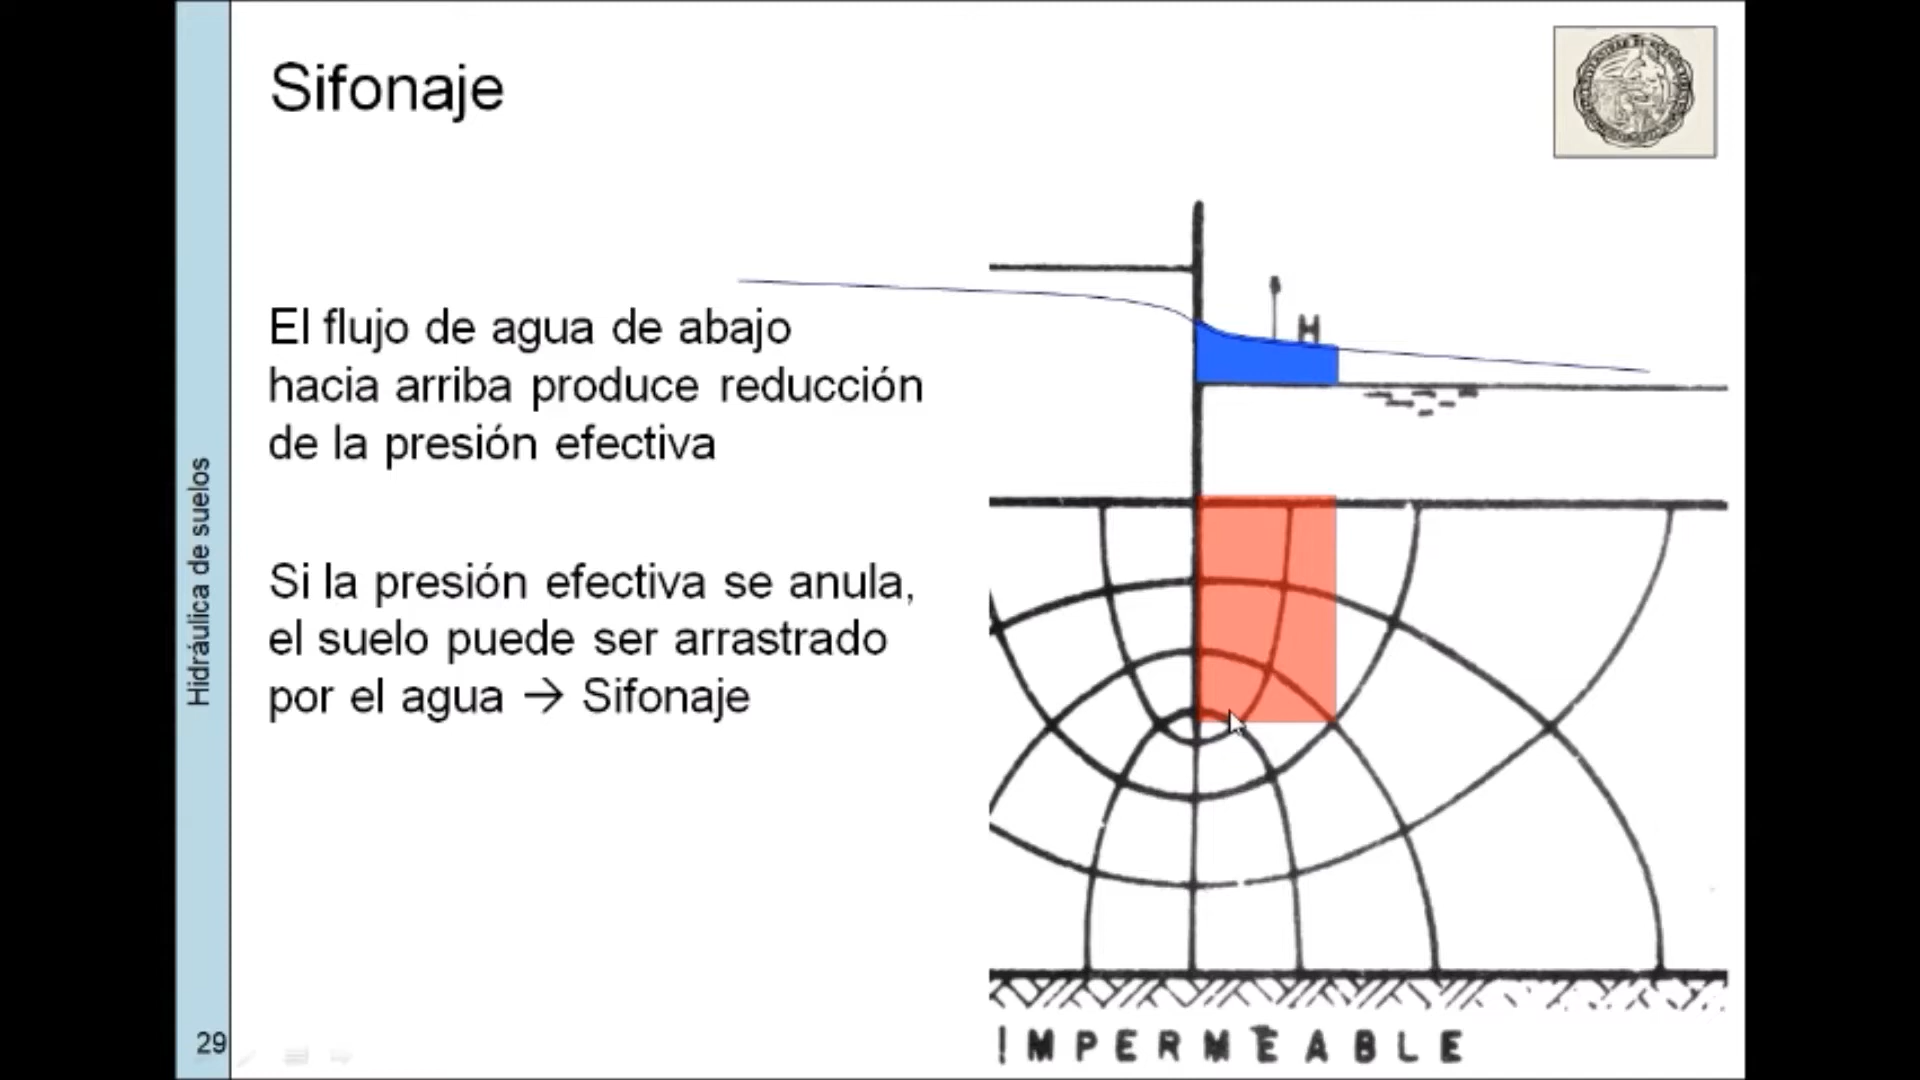 Sifonaje
El flujo de agua de abajo
hacia arriba produce reducción
de la presión efectiva
Si la presión efectiva se anula,
el suelo puede ser arrastrado
por el agua → Sifonaje
H
IMPERMEABLE
Hidráulica de suelos
29